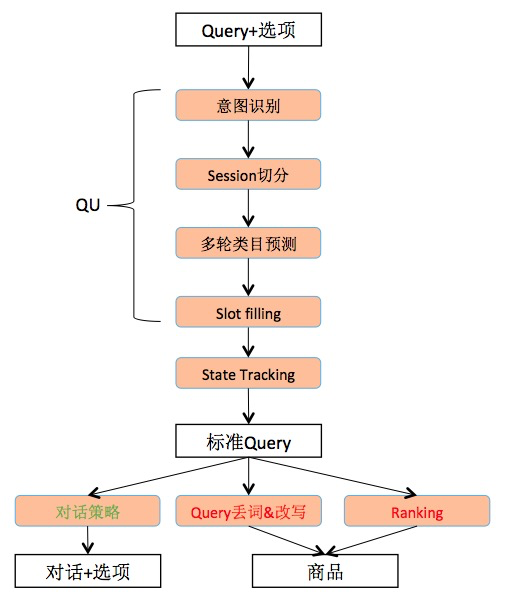 Query+选项
意图识别
Session切分
QU
多轮类目预测
Slot filling
State Tracking
标准Query
对话策略
Query丢词&改写
Ranking
对话+选项
商品